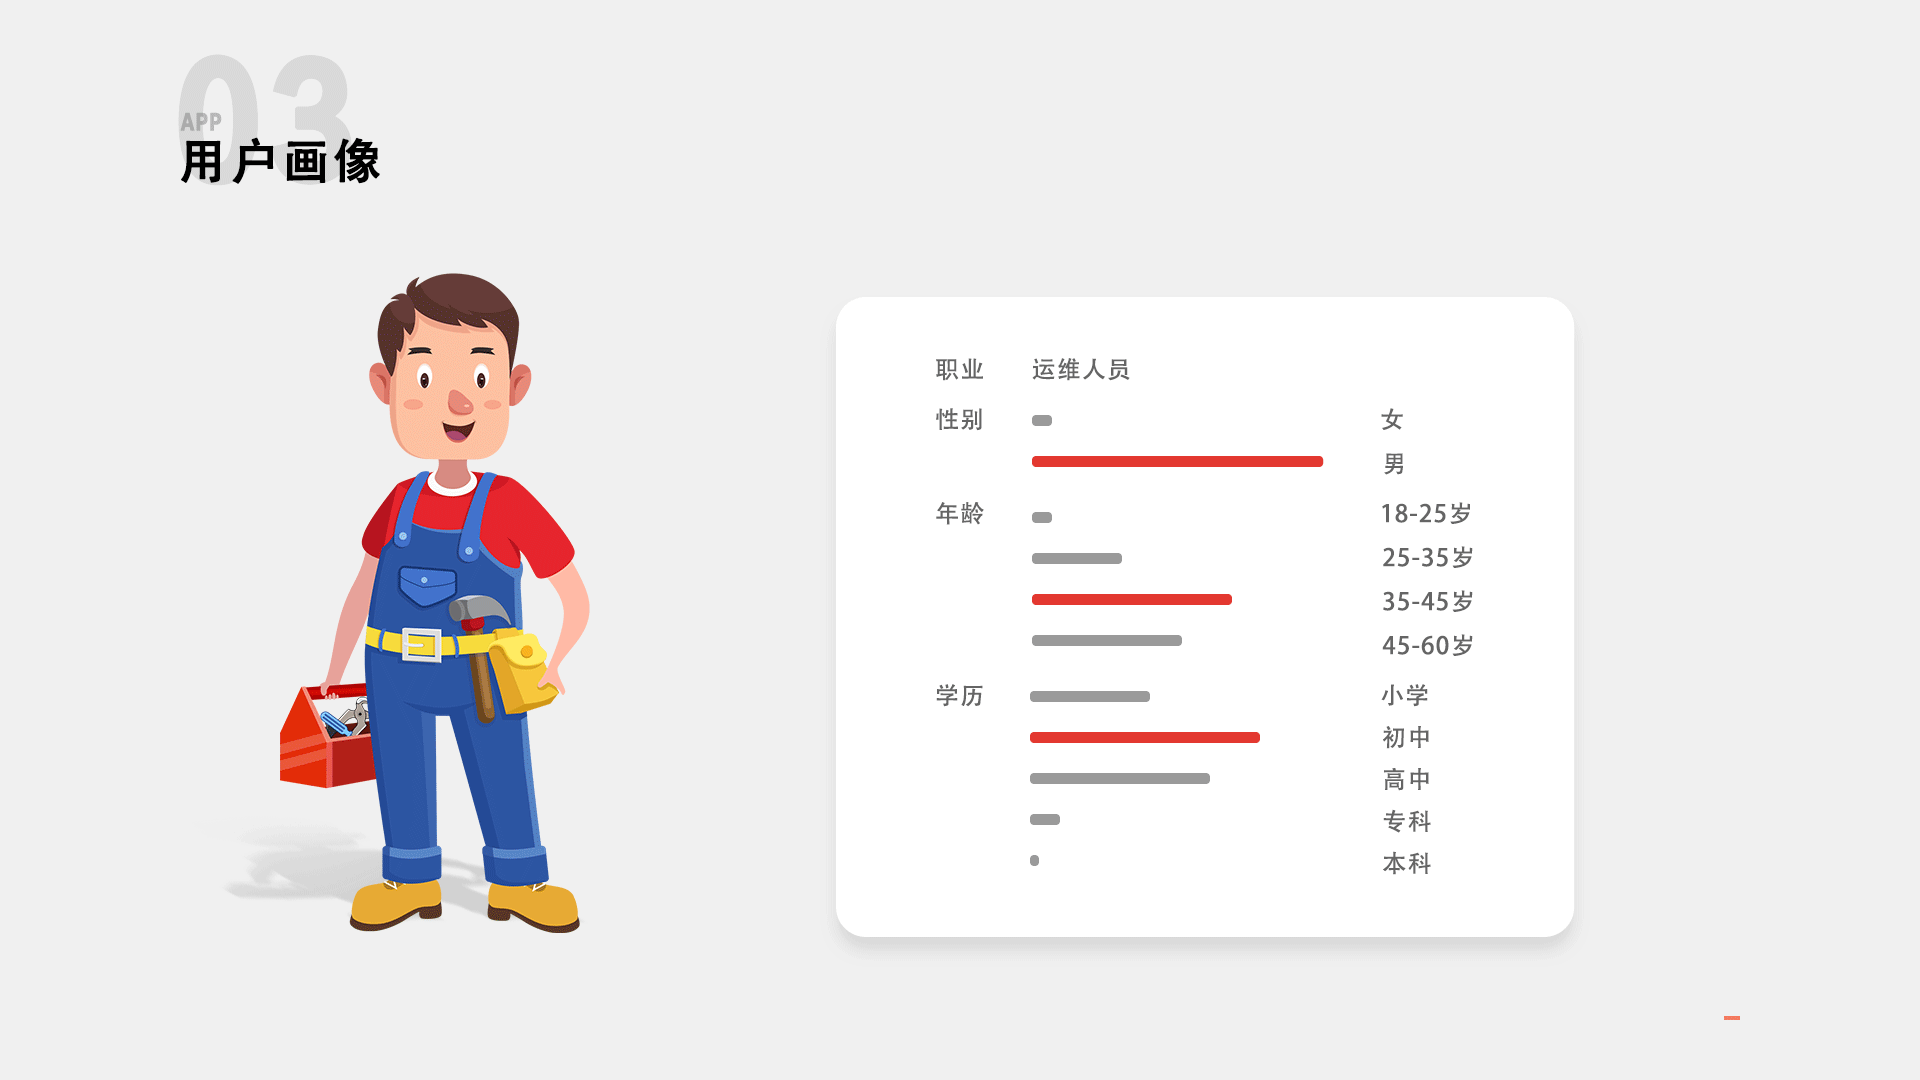 03
APP
用户画像
职业 运维人员
性别 女
男
年龄 18-25岁
25-35岁
35-45岁
45-60岁
学历 小学
初中
高中
专科
本科